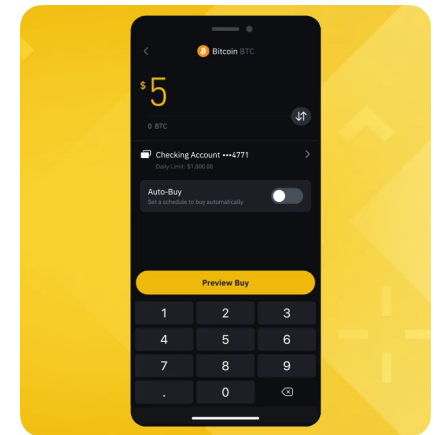 Bitcoin BTC
$5
0 BTC
Checking Account •••4771
Daily Limit: $1,000.00
Auto-Buy
Set a schedule to buy automatically
Preview Buy
1 2 3
4 5 6
7 8 9
. 0